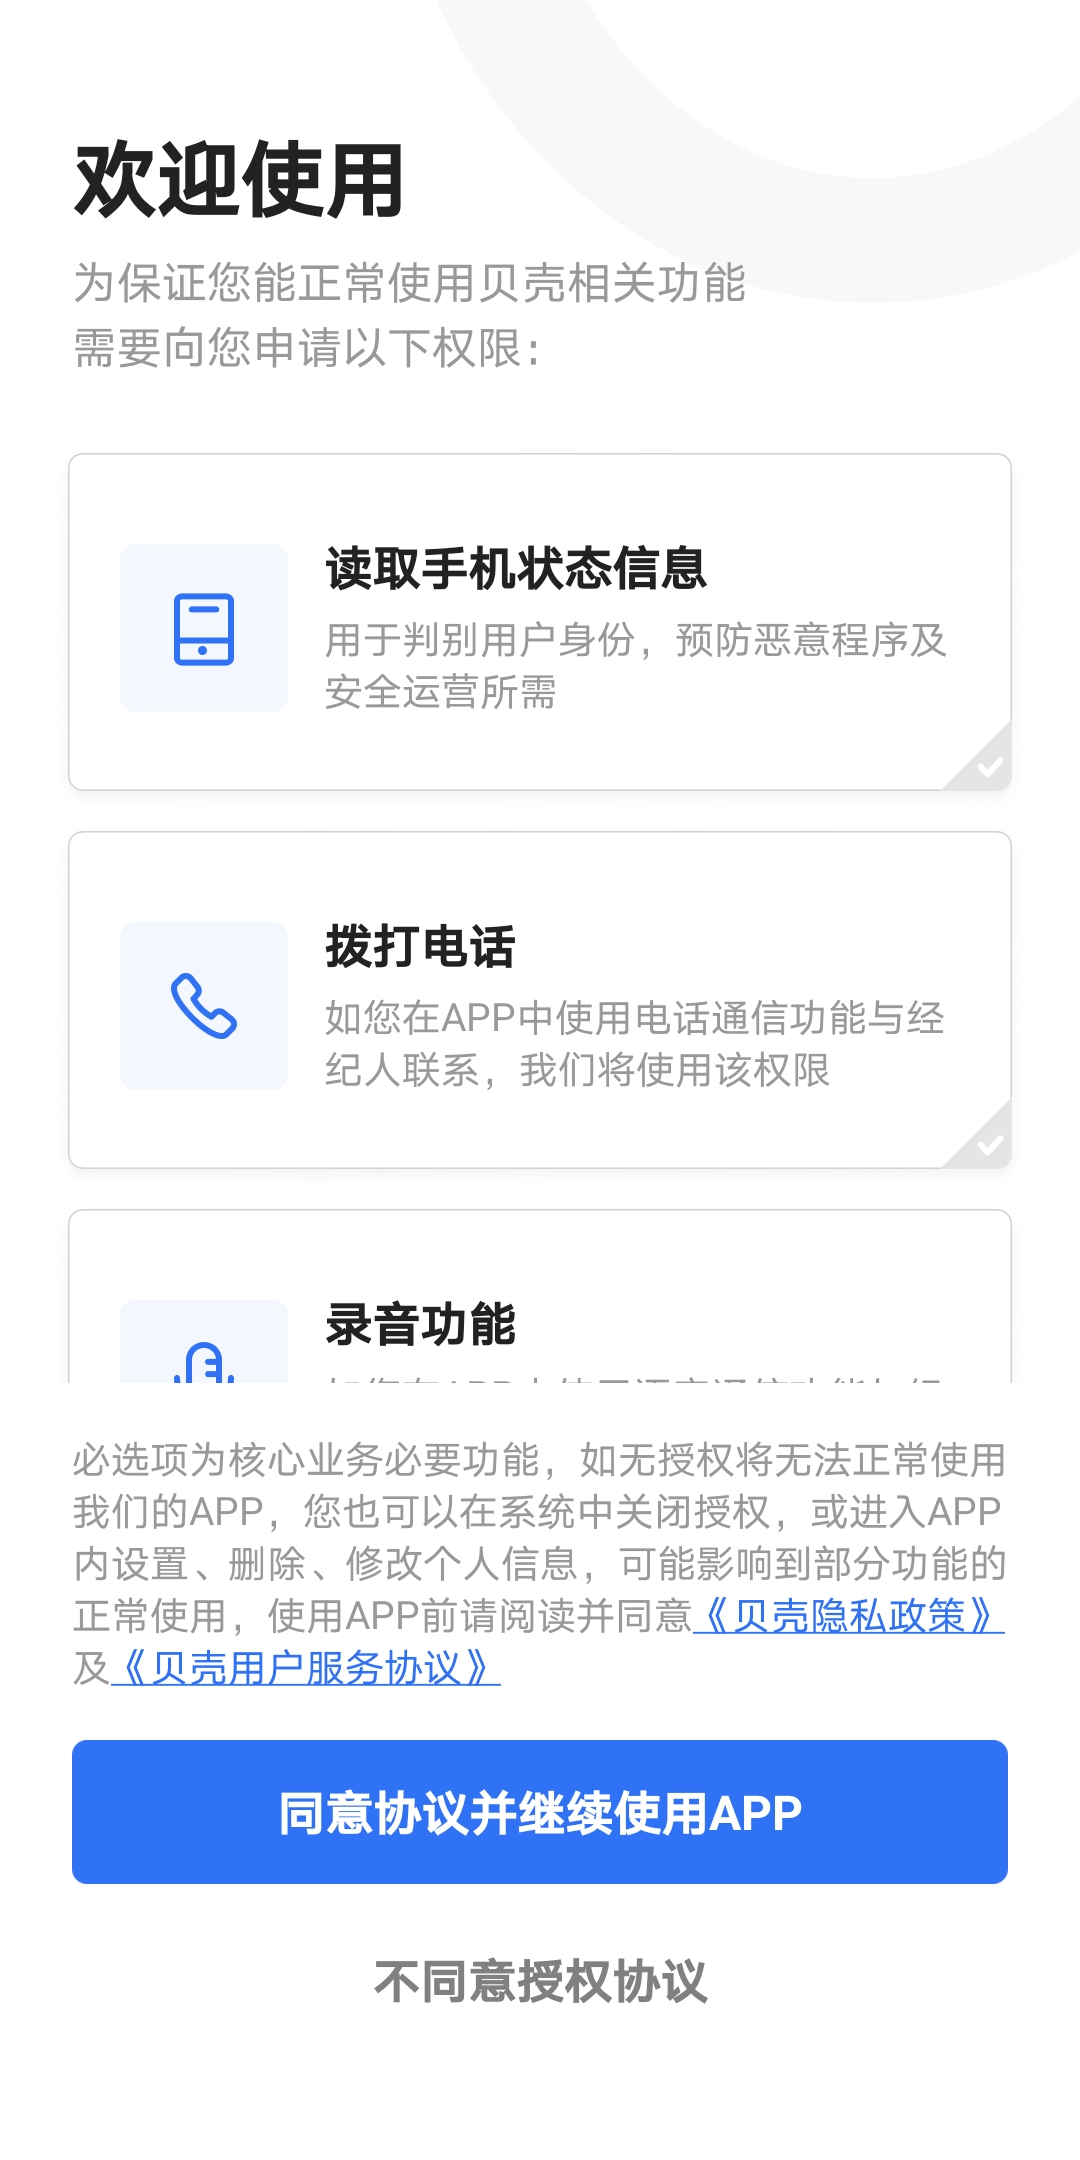 欢迎使用
为保证您能正常使用贝壳相关功能
需要向您申请以下权限：
读取手机状态信息
用于判别用户身份，预防恶意程序及
安全运营所需
拨打电话
如您在APP中使用电话通信功能与经
纪人联系，我们将使用该权限
录音功能
必选项为核心业务必要功能，如无授权将无法正常使用
我们的APP，您也可以在系统中关闭授权，或进入APP
内设置、删除、修改个人信息，可能影响到部分功能的
正常使用，使用APP前请阅读并同意《贝壳隐私政策》
及《贝壳用户服务协议》
同意协议并继续使用APP
不同意授权协议